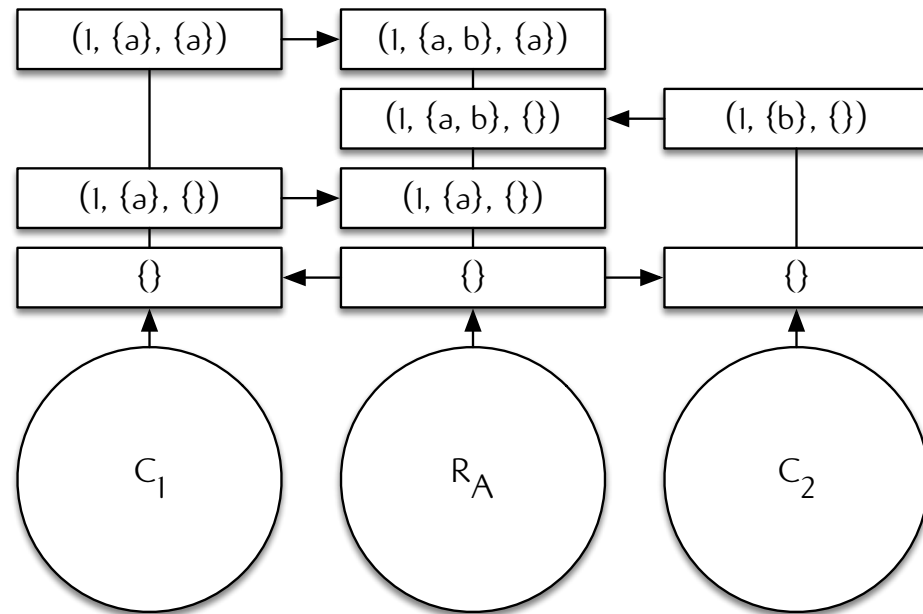 (1, {a}, {a})
(1, {a, b}, {a})
(1, {a, b}, {})
(1, {b}, {})
(1, {a}, {})
(1, {a}, {})
{}
{}
{}
C1
RA
C2